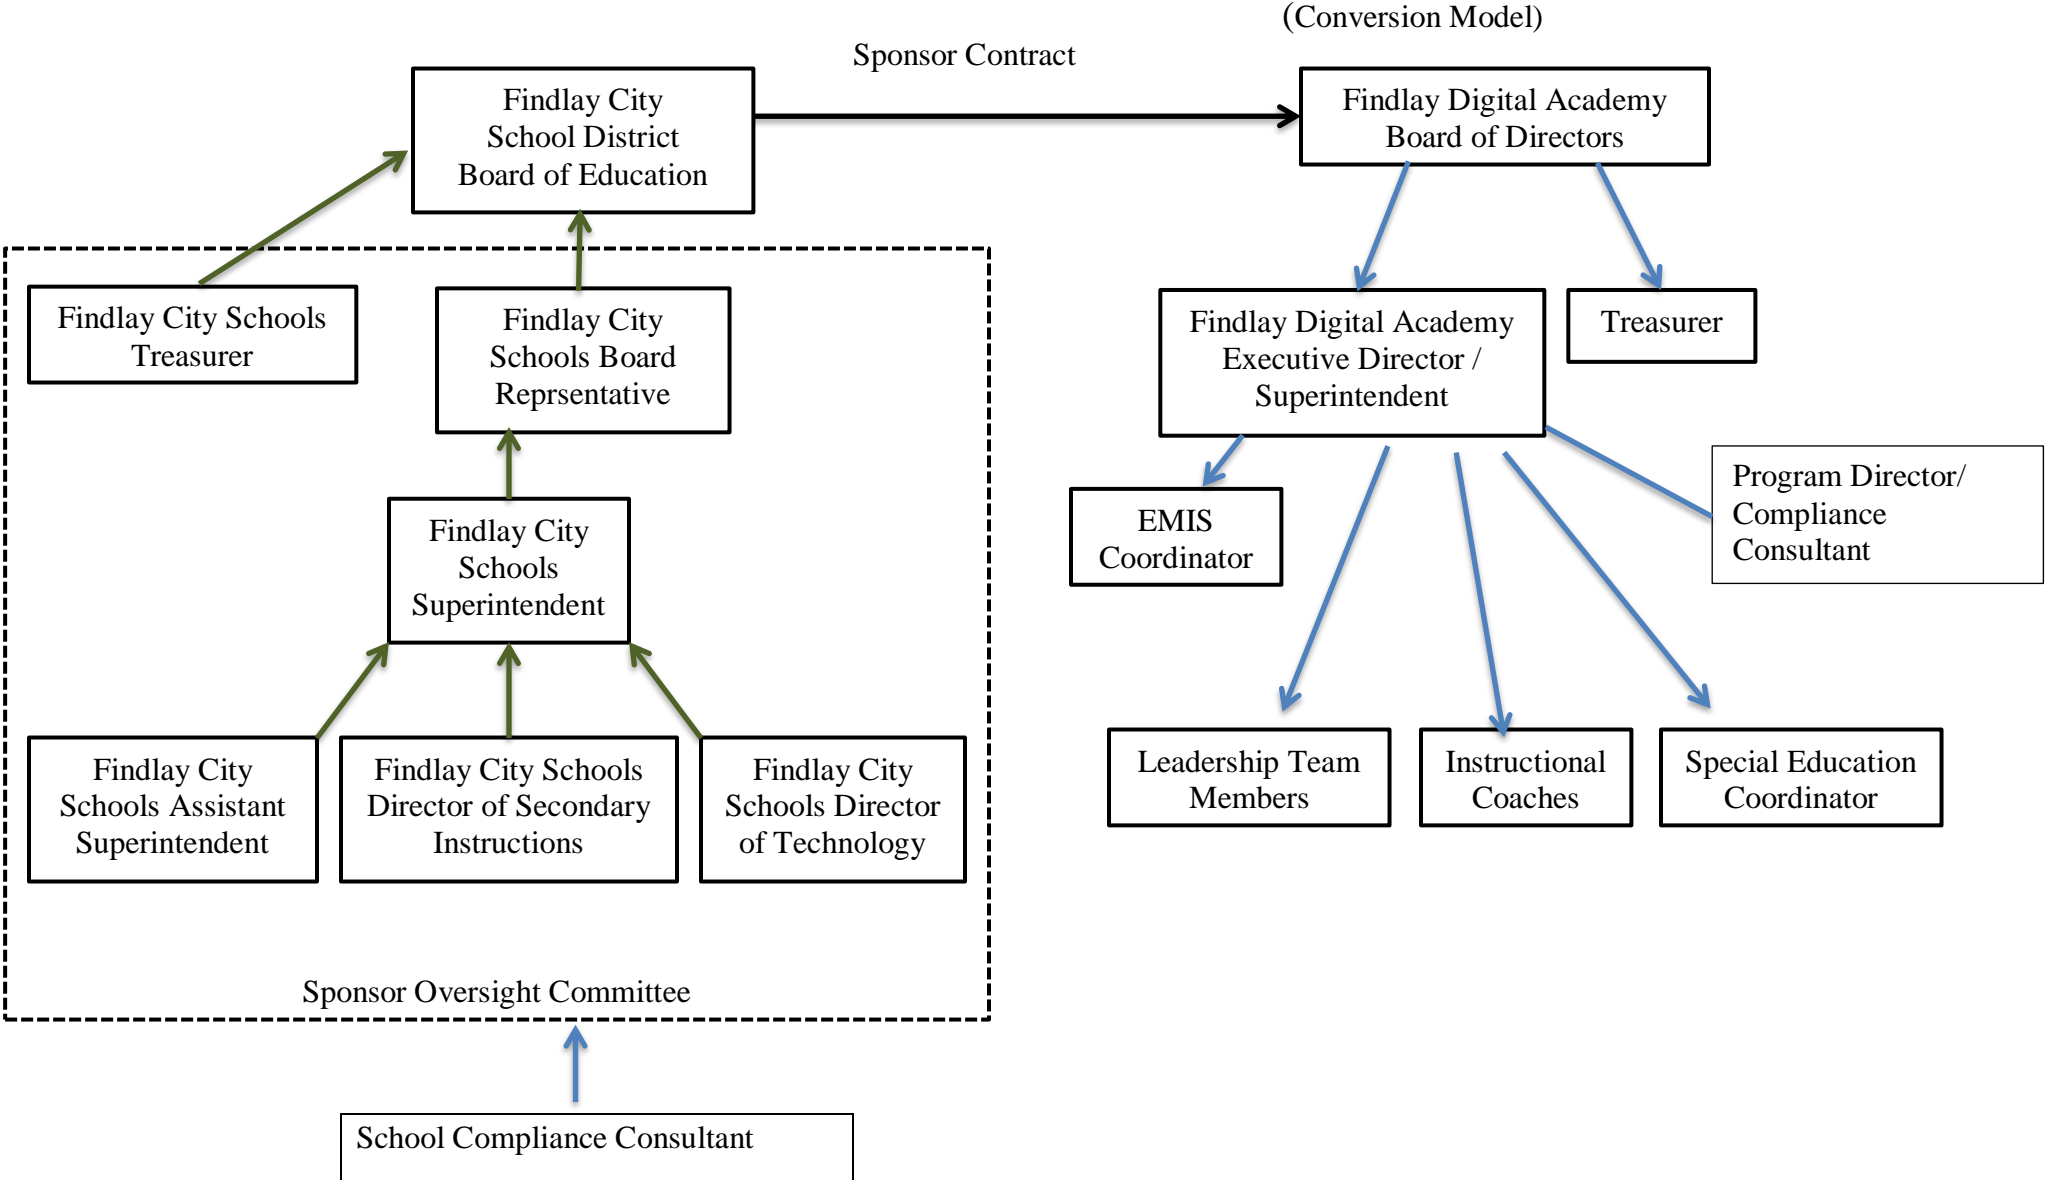 (Conversion Model)
Sponsor Contract
Findlay City
School District
Board of Education
Findlay Digital Academy
Board of Directors
Findlay City Schools
Treasurer
Findlay City
Schools Board
Reprsentative
Findlay Digital Academy
Executive Director /
Superintendent
Treasurer
Findlay City
Schools
Superintendent
EMIS
Coordinator
Program Director/
Compliance
Consultant
Findlay City
Schools Assistant
Superintendent
Findlay City Schools
Director of Secondary
Instructions
Findlay City
Schools Director
of Technology
Leadership Team
Members
Instructional
Coaches
Special Education
Coordinator
Sponsor Oversight Committee
School Compliance Consultant